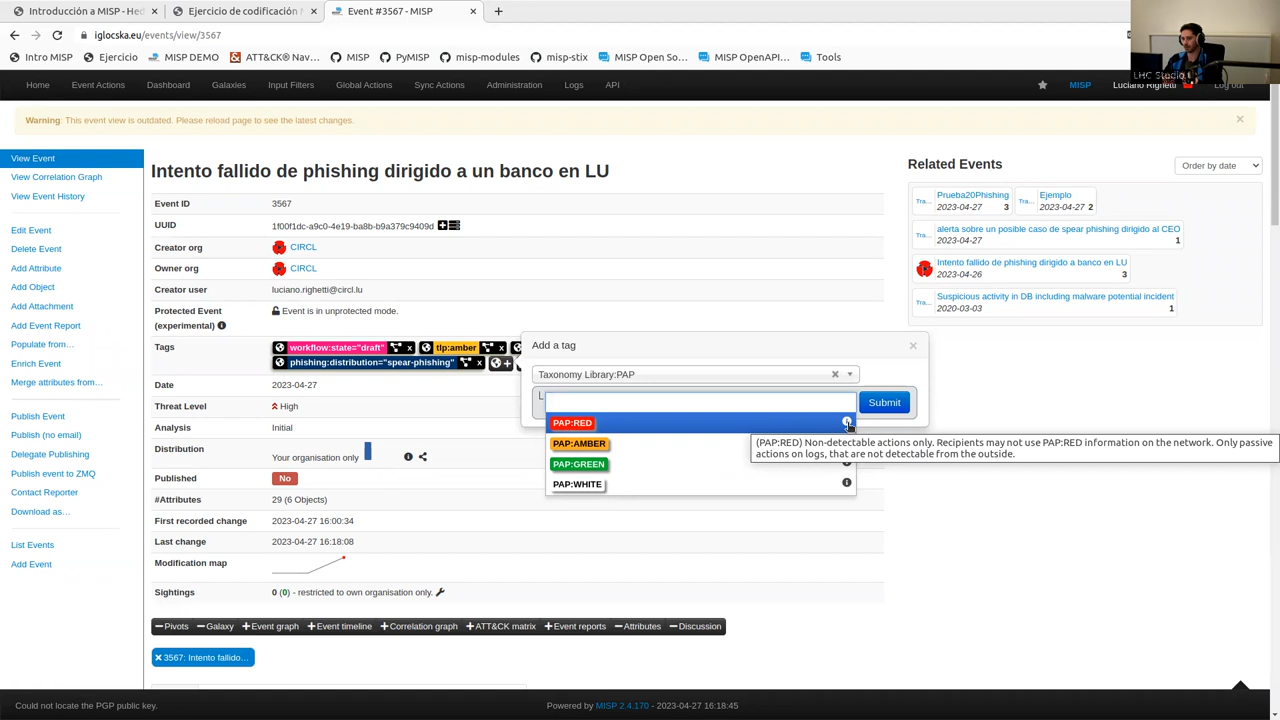 Introducción a MISP - Hed
Ejercicio de codificación M
Event #3567 - MISP
iglocska.eu/events/view/3567
Intro MISP
Ejercicio
MISP DEMO
ATT&CK® Nav…
MISP
PyMISP
misp-modules
misp-stix
MISP Open So…
MISP OpenAPI…
Tools
LHC Studio 1
Home
Event Actions
Dashboard
Galaxies
Input Filters
Global Actions
Sync Actions
Administration
Logs
API
MISP
Luciano Righetti
Log out
Warning: This event view is outdated. Please reload page to see the latest changes.
View Event
View Correlation Graph
View Event History
Edit Event
Delete Event
Add Attribute
Add Object
Add Attachment
Add Event Report
Populate from…
Enrich Event
Merge attributes from…
Publish Event
Publish (no email)
Delegate Publishing
Publish event to ZMQ
Contact Reporter
Download as…
List Events
Add Event
Intento fallido de phishing dirigido a un banco en LU
Event ID 3567
UUID 1f00f1dc-a9c0-4e19-ba8b-b9a379c9409d
Creator org CIRCL
Owner org CIRCL
Creator user luciano.righetti@circl.lu
Protected Event Event is in unprotected mode.
(experimental)
Tags workflow:state="draft" x tlp:amber x
phishing:distribution="spear-phishing" x
Date 2023-04-27
Threat Level High
Analysis Initial
Distribution Your organisation only
Published No
#Attributes 29 (6 Objects)
First recorded change 2023-04-27 16:00:34
Last change 2023-04-27 16:18:08
Modification map
Sightings 0 (0) - restricted to own organisation only.
Pivots Galaxy Event graph Event timeline Correlation graph ATT&CK matrix Event reports Attributes Discussion
3567: Intento fallido…
Add a tag
Taxonomy Library:PAP
Submit
PAP:RED
PAP:AMBER
PAP:GREEN
PAP:WHITE
(PAP:RED) Non-detectable actions only. Recipients may not use PAP:RED information on the network. Only passive
actions on logs, that are not detectable from the outside.
Related Events
Order by date
Tra… Prueba20Phishing
2023-04-27 3
Tra… Ejemplo
2023-04-27 2
Tra… alerta sobre un posible caso de spear phishing dirigido al CEO
2023-04-27 1
Intento fallido de phishing dirigido a banco en LU
2023-04-26 3
Tra… Suspicious activity in DB including malware potential incident
2020-03-03 1
Could not locate the PGP public key.
Powered by MISP 2.4.170 - 2023-04-27 16:18:45